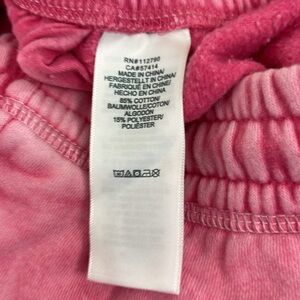 RN#112790
CA#57414
MADE IN CHINA/
HERGESTELLT IN CHINA/
FABRIQUÉ EN CHINE/
HECHO EN CHINA
85% COTTON/
BAUMWOLLE/COTON/
ALGODÓN
15% POLYESTER/
POLIÉSTER